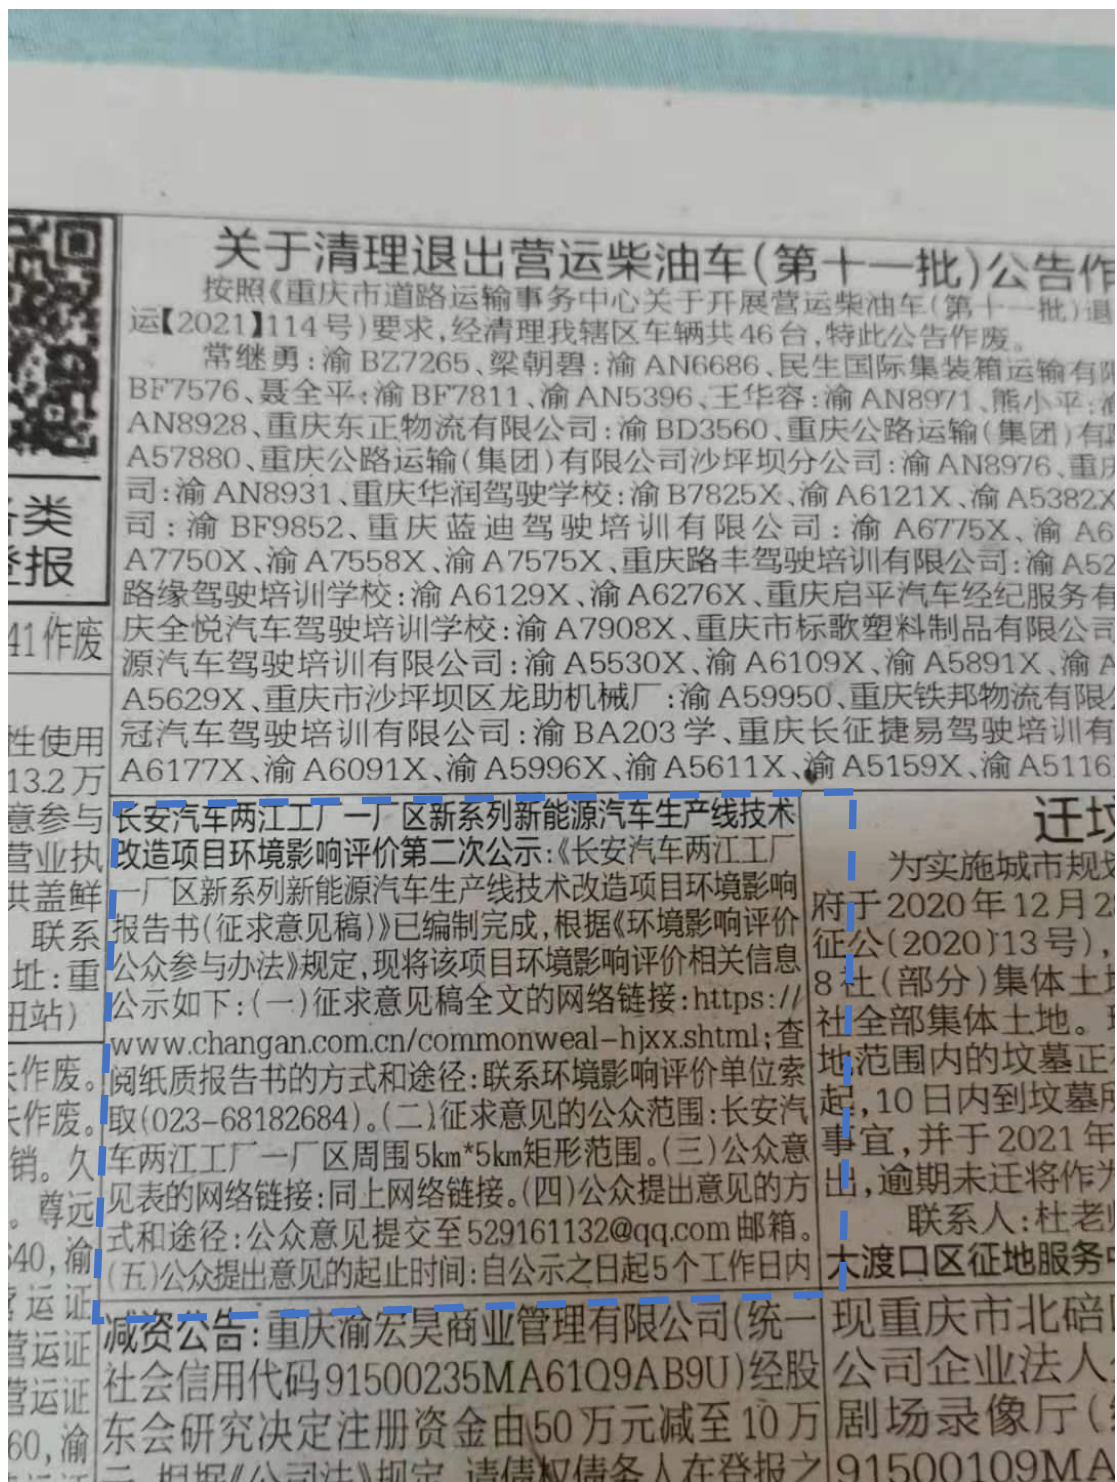 关于清理退出营运柴油车(第十一批)公告作
按照《重庆市道路运输事务中心关于开展营运柴油车(第十一批)退
运【2021】114号)要求,经清理我辖区车辆共46台,特此公告作废。
常继勇:渝BZ7265、梁朝碧:渝AN6686、民生国际集装箱运输有限
BF7576、聂全平:渝BF7811、渝AN5396、王华容:渝AN8971、熊小平:渝
AN8928、重庆东正物流有限公司:渝BD3560、重庆公路运输(集团)有限
A57880、重庆公路运输(集团)有限公司沙坪坝分公司:渝AN8976、重庆
司:渝AN8931、重庆华润驾驶学校:渝B7825X、渝A6121X、渝A5382X
司:渝BF9852、重庆蓝迪驾驶培训有限公司:渝A6775X、渝A6
A7750X、渝A7558X、渝A7575X、重庆路丰驾驶培训有限公司:渝A52
路缘驾驶培训学校:渝A6129X、渝A6276X、重庆启平汽车经纪服务有
庆全悦汽车驾驶培训学校:渝A7908X、重庆市标歌塑料制品有限公司
源汽车驾驶培训有限公司:渝A5530X、渝A6109X、渝A5891X、渝A
A5629X、重庆市沙坪坝区龙助机械厂:渝A59950、重庆铁邦物流有限公
冠汽车驾驶培训有限公司:渝BA203学、重庆长征捷易驾驶培训有
A6177X、渝A6091X、渝A5996X、渝A5611X、渝A5159X、渝A5116
类
登报
41作废
性使用
13.2万
意参与
营业执
共盖鲜
联系
址:重
田站)
作废。
作废。
销。久
。尊远
640,渝
营运证
营运证
营运证
60,渝
长安汽车两江工厂一厂区新系列新能源汽车生产线技术
改造项目环境影响评价第二次公示:《长安汽车两江工厂
一厂区新系列新能源汽车生产线技术改造项目环境影响
报告书(征求意见稿)》已编制完成,根据《环境影响评价
公众参与办法》规定,现将该项目环境影响评价相关信息
公示如下:(一)征求意见稿全文的网络链接:https://
www.changan.com.cn/commonweal-hjxx.shtml;查
阅纸质报告书的方式和途径:联系环境影响评价单位索
取(023-68182684)。(二)征求意见的公众范围:长安汽
车两江工厂一厂区周围5km*5km矩形范围。(三)公众意
见表的网络链接:同上网络链接。(四)公众提出意见的方
式和途径:公众意见提交至529161132@qq.com邮箱。
(五)公众提出意见的起止时间:自公示之日起5个工作日内
减资公告:重庆渝宏昊商业管理有限公司(统一
社会信用代码91500235MA61Q9AB9U)经股
东会研究决定注册资金由50万元减至10万
元,根据《公司法》规定,请债权债务人在登报之
迁坟
为实施城市规划
府于2020年12月2
征公(2020)13号),
8社(部分)集体土地
社全部集体土地。
地范围内的坟墓正
起,10日内到坟墓所
事宜,并于2021年
出,逾期未迁将作为
联系人:杜老师
大渡口区征地服务中
现重庆市北碚
公司企业法人
剧场录像厅(
91500109MA